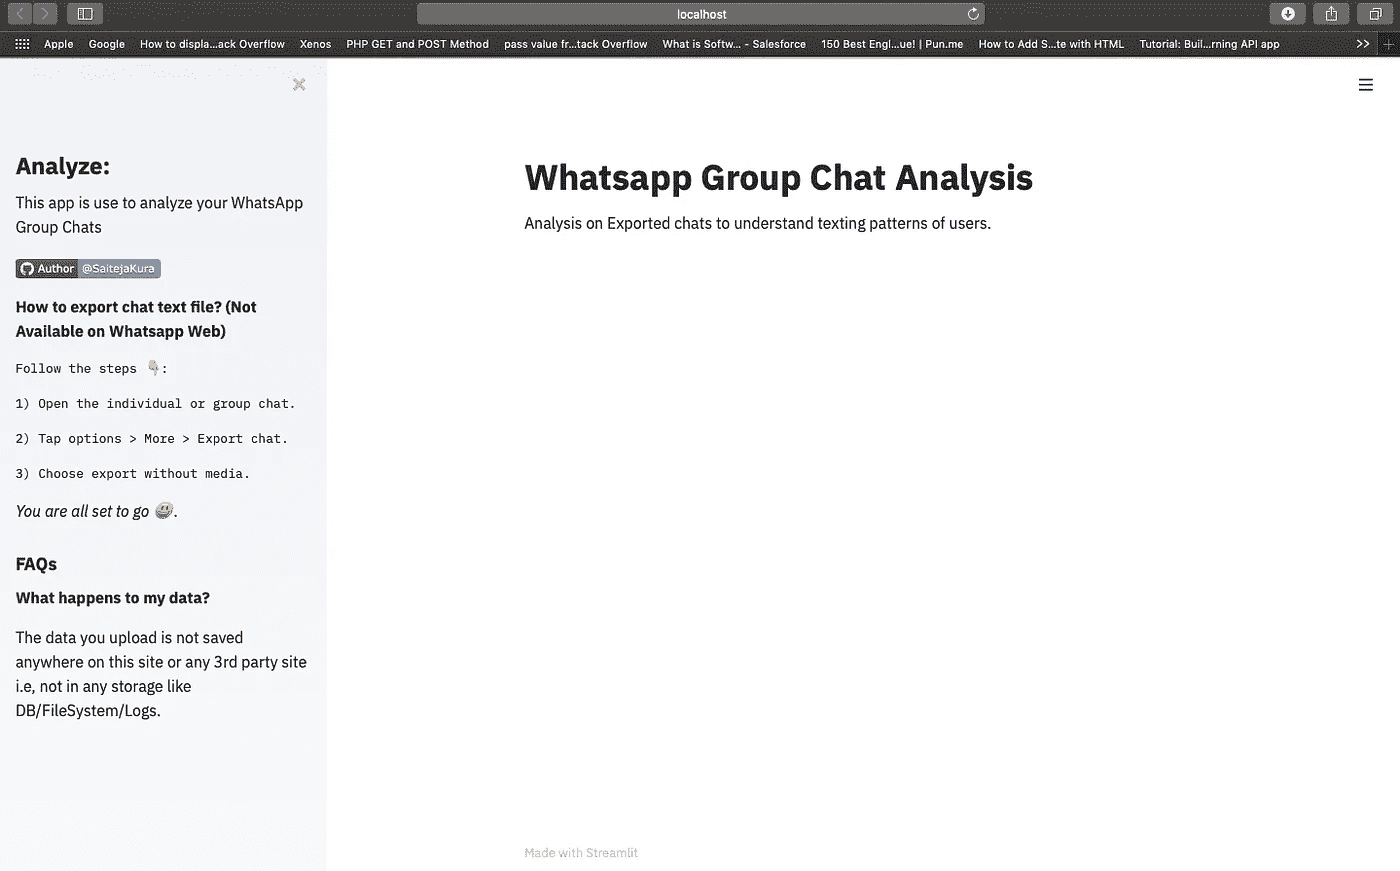 localhost
Apple Google How to displa...ack Overflow Xenos PHP GET and POST Method pass value fr...tack Overflow What is Softw... - Salesforce 150 Best Engl...ue! | Pun.me How to Add S...te with HTML Tutorial: Buil...rning API app >>
Analyze:
This app is use to analyze your WhatsApp
Group Chats
Author @SaitejaKura
How to export chat text file? (Not
Available on Whatsapp Web)
Follow the steps 👇:
1) Open the individual or group chat.
2) Tap options > More > Export chat.
3) Choose export without media.
You are all set to go 😃.
FAQs
What happens to my data?
The data you upload is not saved
anywhere on this site or any 3rd party site
i.e, not in any storage like
DB/FileSystem/Logs.
Whatsapp Group Chat Analysis
Analysis on Exported chats to understand texting patterns of users.
Made with Streamlit